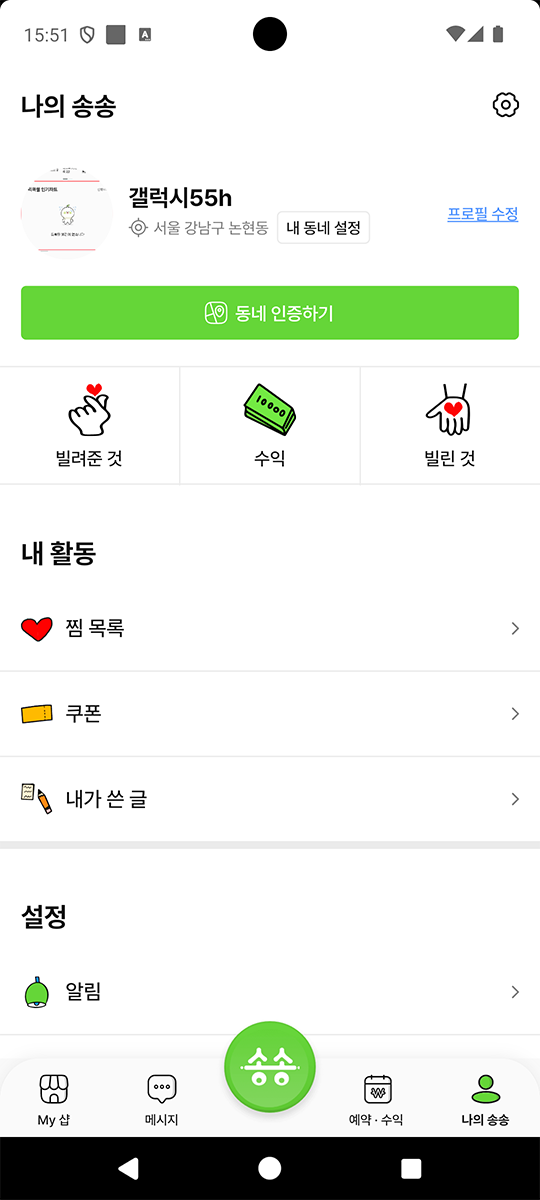 15:51
나의 송송
갤럭시55h
서울 강남구 논현동
내 동네 설정
프로필 수정
동네 인증하기
10000
빌려준 것
수익
빌린 것
내 활동
찜 목록
쿠폰
내가 쓴 글
설정
알림
송송
My 샵
메시지
예약 · 수익
나의 송송